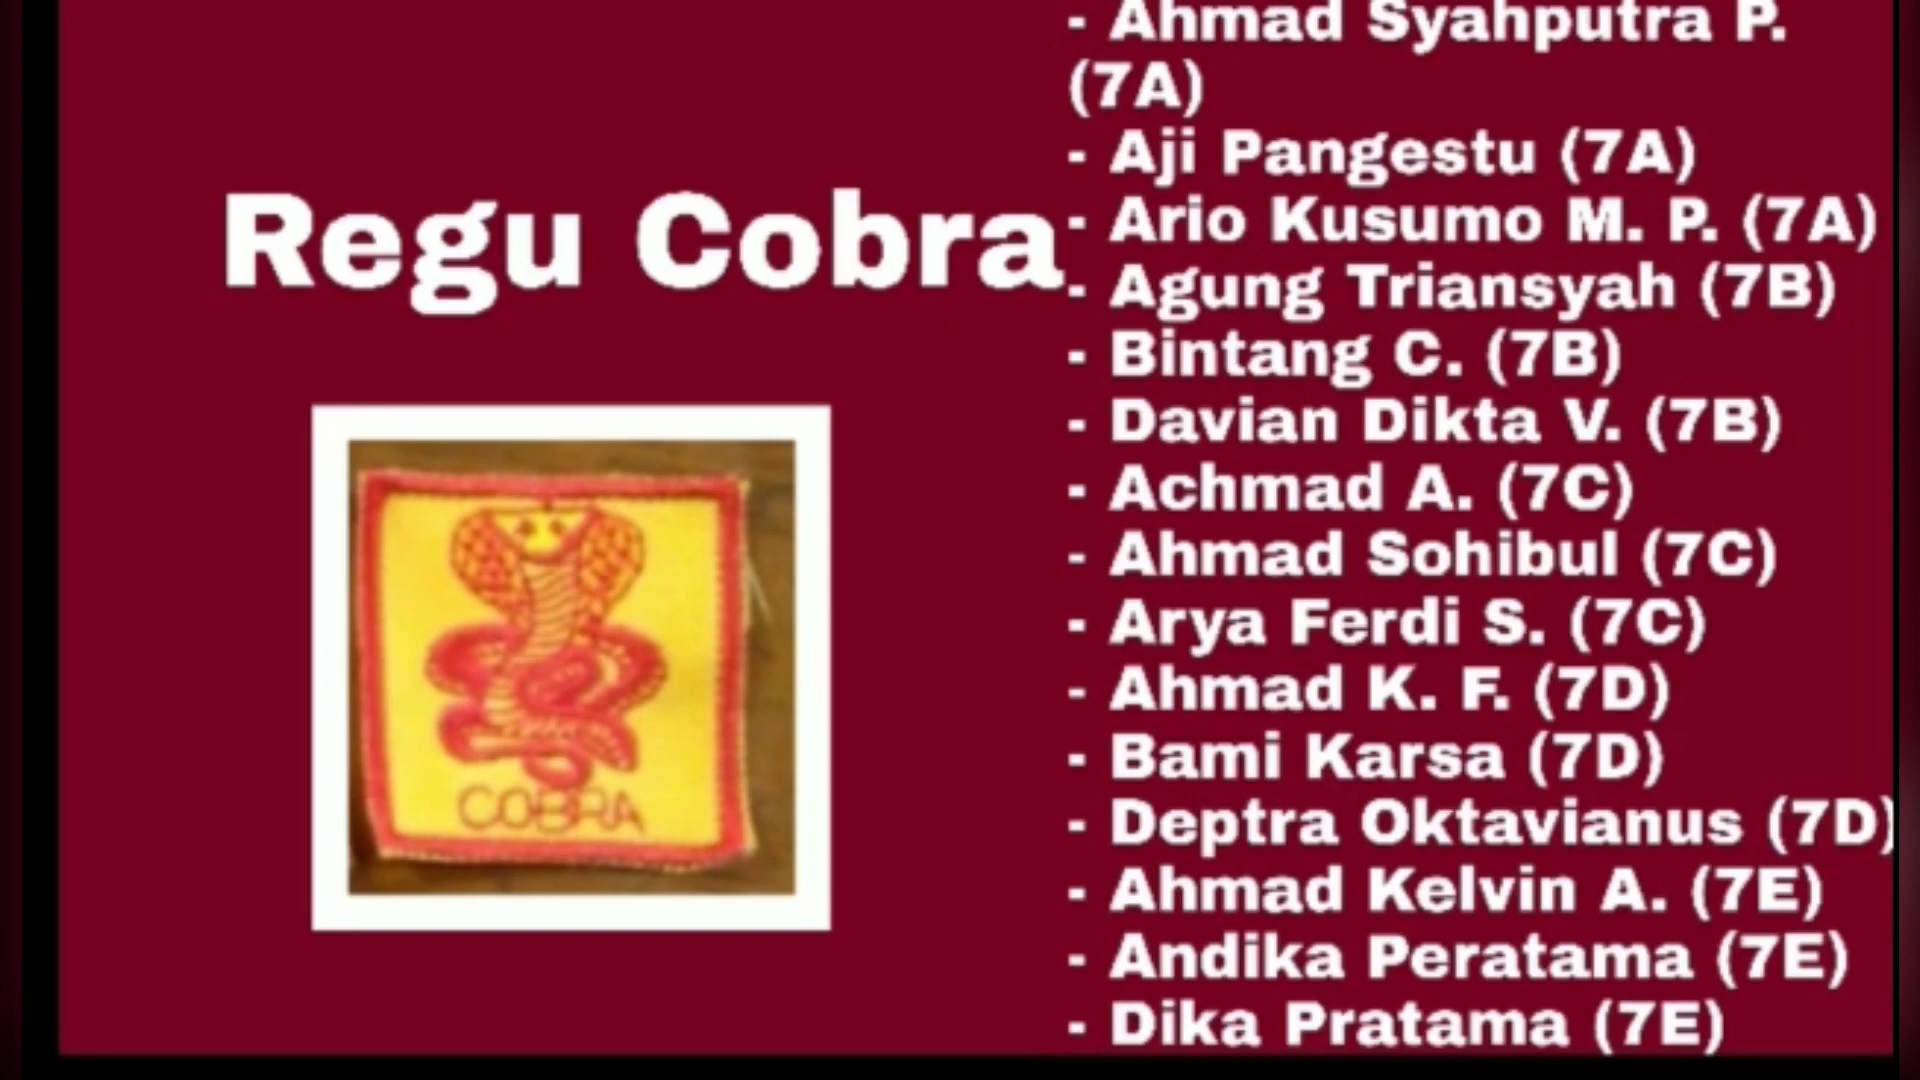 Regu Cobra
COBRA
- Ahmad Syahputra P.
(7A)
- Aji Pangestu (7A)
- Ario Kusumo M. P. (7A)
- Agung Triansyah (7B)
- Bintang C. (7B)
- Davian Dikta V. (7B)
- Achmad A. (7C)
- Ahmad Sohibul (7C)
- Arya Ferdi S. (7C)
- Ahmad K. F. (7D)
- Bami Karsa (7D)
- Deptra Oktavianus (7D)
- Ahmad Kelvin A. (7E)
- Andika Peratama (7E)
- Dika Pratama (7E)